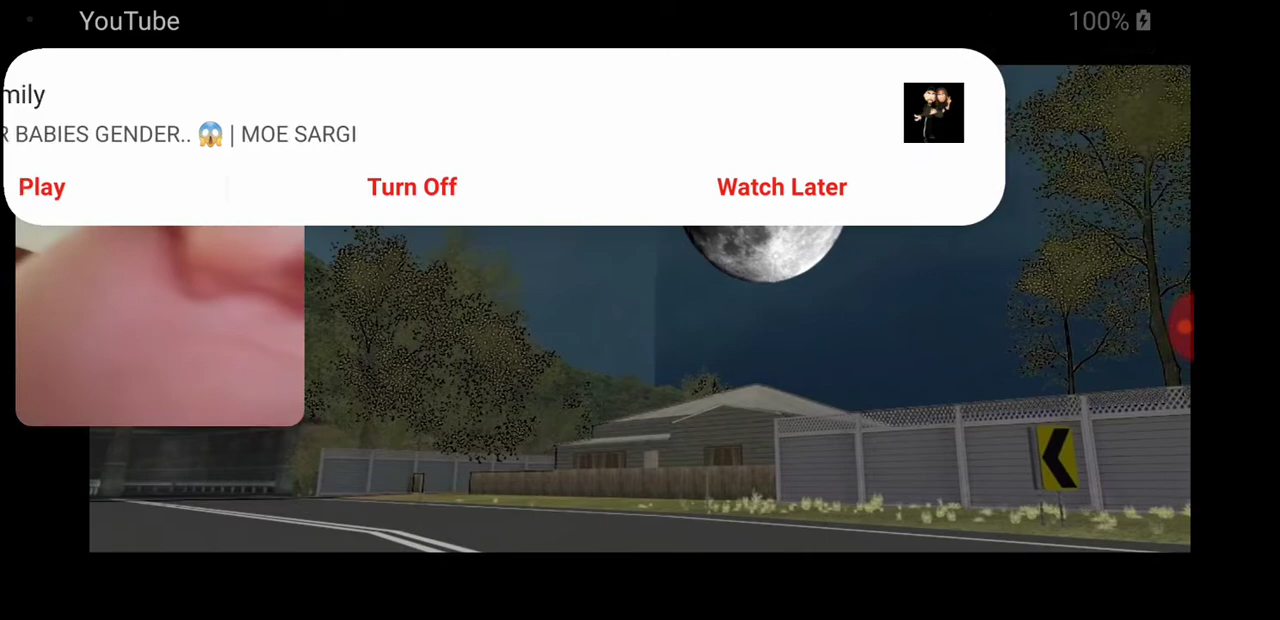 YouTube
100%
mily
R BABIES GENDER.. 😱 | MOE SARGI
Play
Turn Off
Watch Later